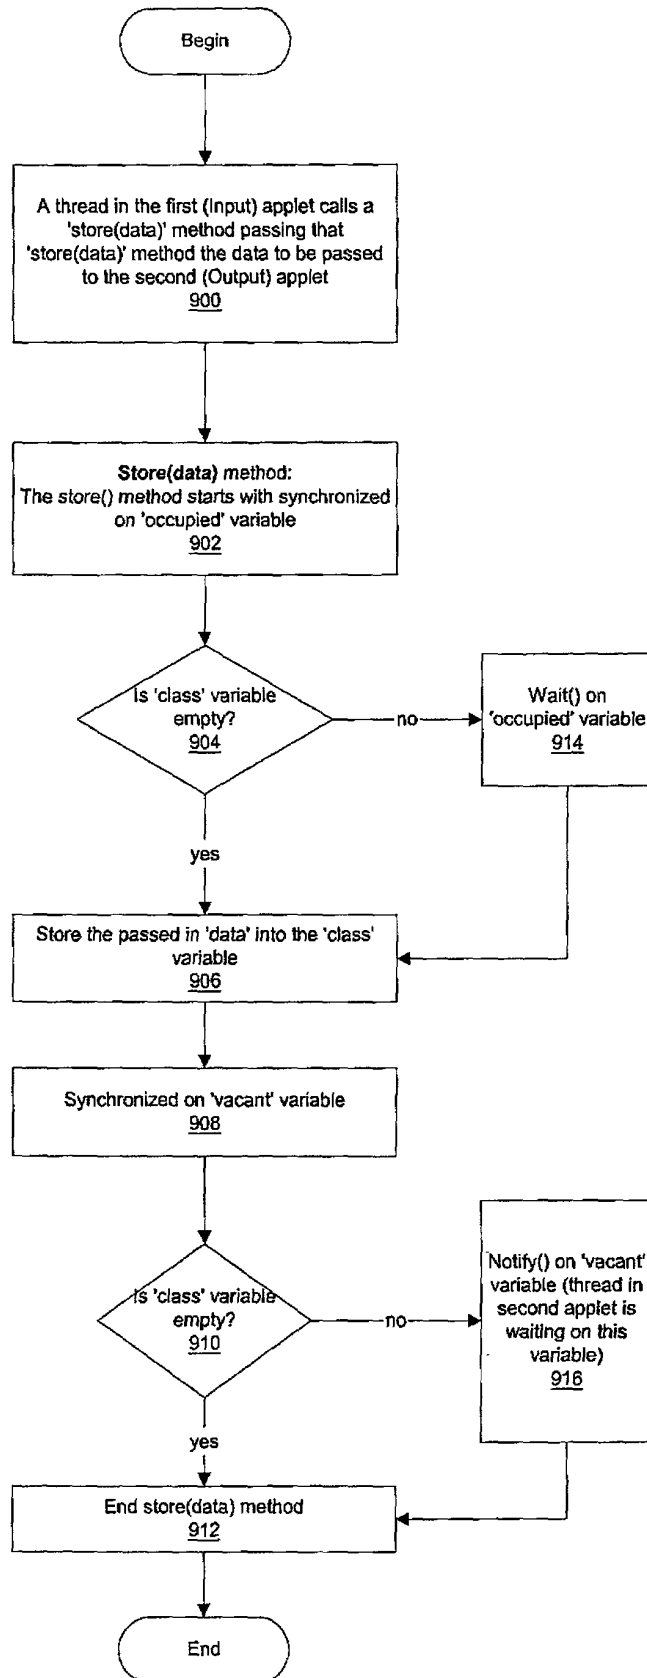 Begin
A thread in the first (Input) applet calls a
'store(data)' method passing that
'store(data)' method the data to be passed
to the second (Output) applet
900
Store(data) method:
The store() method starts with synchronized
on 'occupied' variable
902
Is 'class' variable
empty?
904
no
Wait() on
'occupied' variable
914
yes
Store the passed in 'data' into the 'class'
variable
906
Synchronized on 'vacant' variable
908
Is 'class' variable
empty?
910
no
Notify() on 'vacant'
variable (thread in
second applet is
waiting on this
variable)
916
yes
End store(data) method
912
End